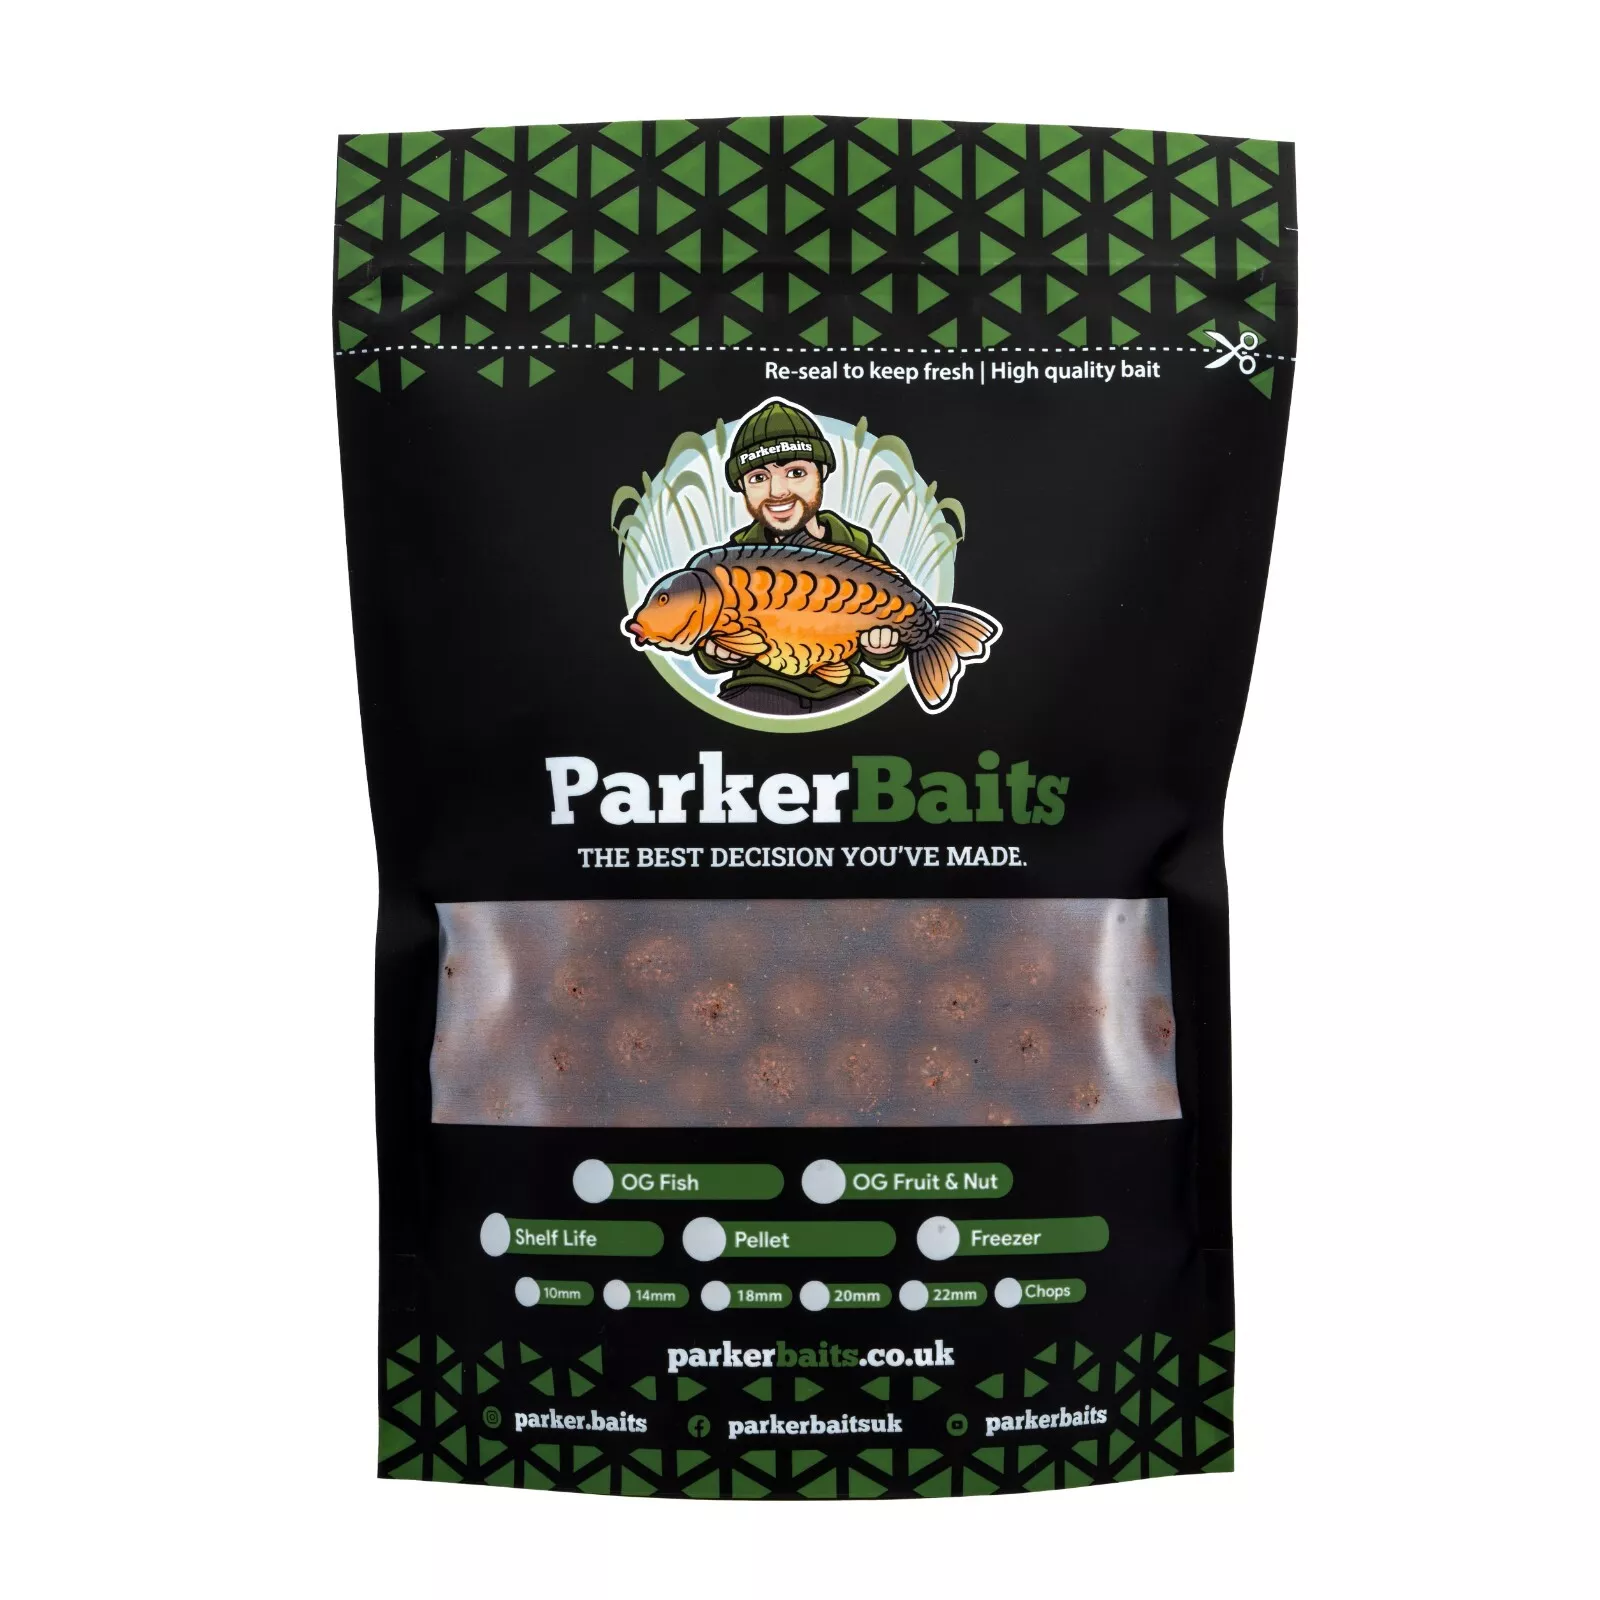 Re-seal to keep fresh | High quality bait
ParkerBaits
ParkerBaits
THE BEST DECISION YOU'VE MADE.
OG Fish OG Fruit & Nut
Shelf Life Pellet Freezer
10mm 14mm 18mm 20mm 22mm Chops
parkerbaits.co.uk
parker.baits parkerbaitsuk parkerbaits